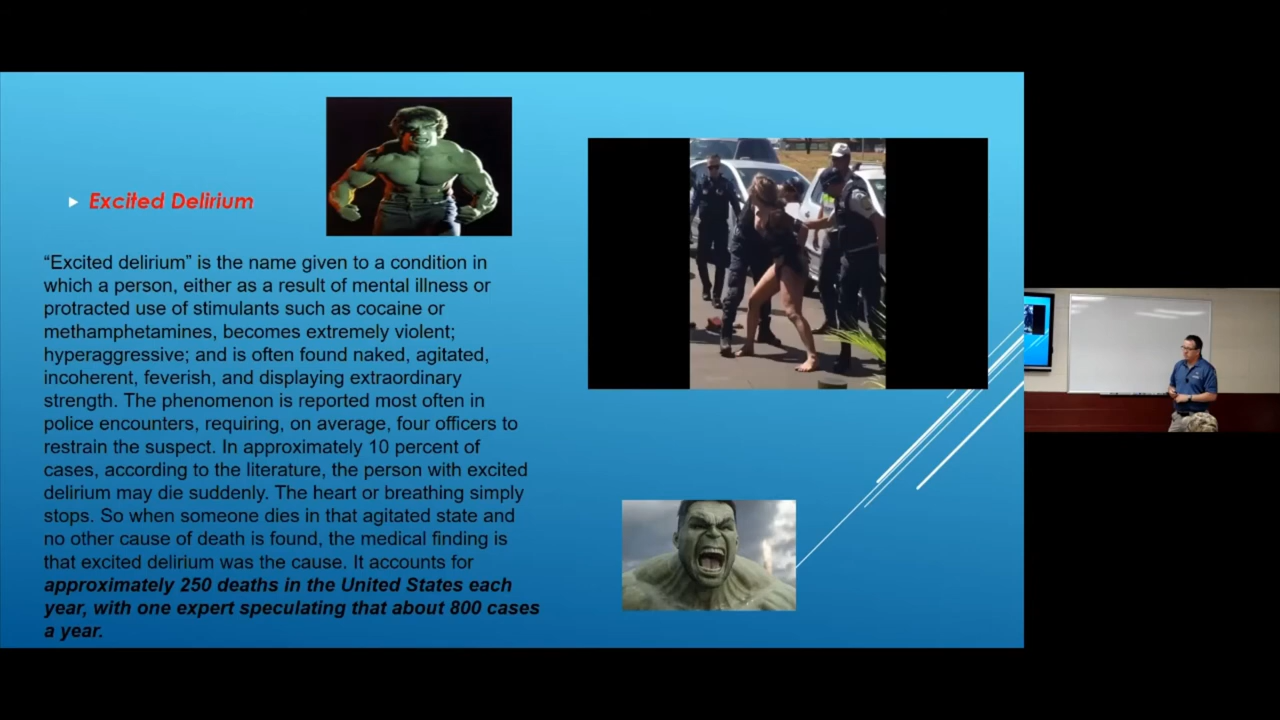 Excited Delirium
“Excited delirium” is the name given to a condition in
which a person, either as a result of mental illness or
protracted use of stimulants such as cocaine or
methamphetamines, becomes extremely violent;
hyperaggressive; and is often found naked, agitated,
incoherent, feverish, and displaying extraordinary
strength. The phenomenon is reported most often in
police encounters, requiring, on average, four officers to
restrain the suspect. In approximately 10 percent of
cases, according to the literature, the person with excited
delirium may die suddenly. The heart or breathing simply
stops. So when someone dies in that agitated state and
no other cause of death is found, the medical finding is
that excited delirium was the cause. It accounts for
approximately 250 deaths in the United States each
year, with one expert speculating that about 800 cases
a year.